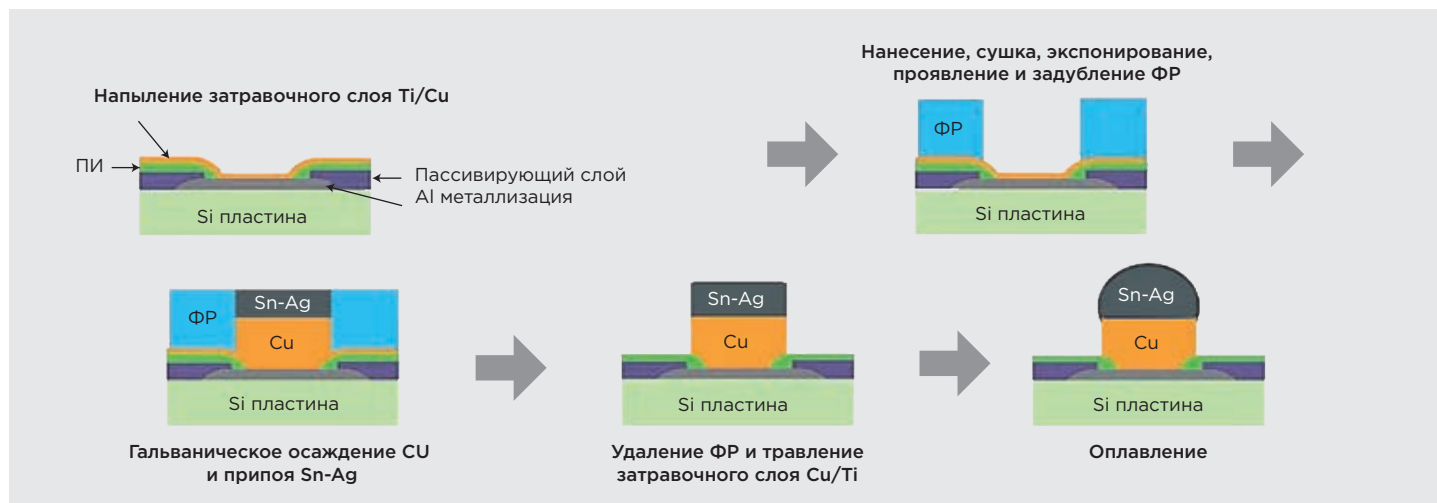 Напыление затравочного слоя Ti/Cu
ПИ
Пассивирующий слой
Al металлизация
Si пластина
Нанесение, сушка, экспонирование,
проявление и задубление ФР
ФР
Si пластина
Sn-Ag
ФР
Cu
Si пластина
Гальваническое осаждение CU
и припоя Sn-Ag
Sn-Ag
Cu
Si пластина
Удаление ФР и травление
затравочного слоя Cu/Ti
Sn-Ag
Cu
Si пластина
Оплавление